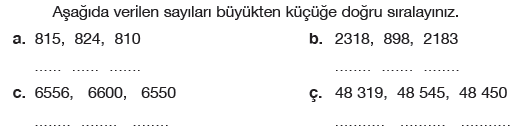 Aşağıda verilen sayıları büyükten küçüğe doğru sıralayınız.
a. 815, 824, 810 b. 2318, 898, 2183
...... ...... ....... ........ ........ ........
c. 6556, 6600, 6550 ç. 48 319, 48 545, 48 450
........ ......... ........ ........... ........... ...........